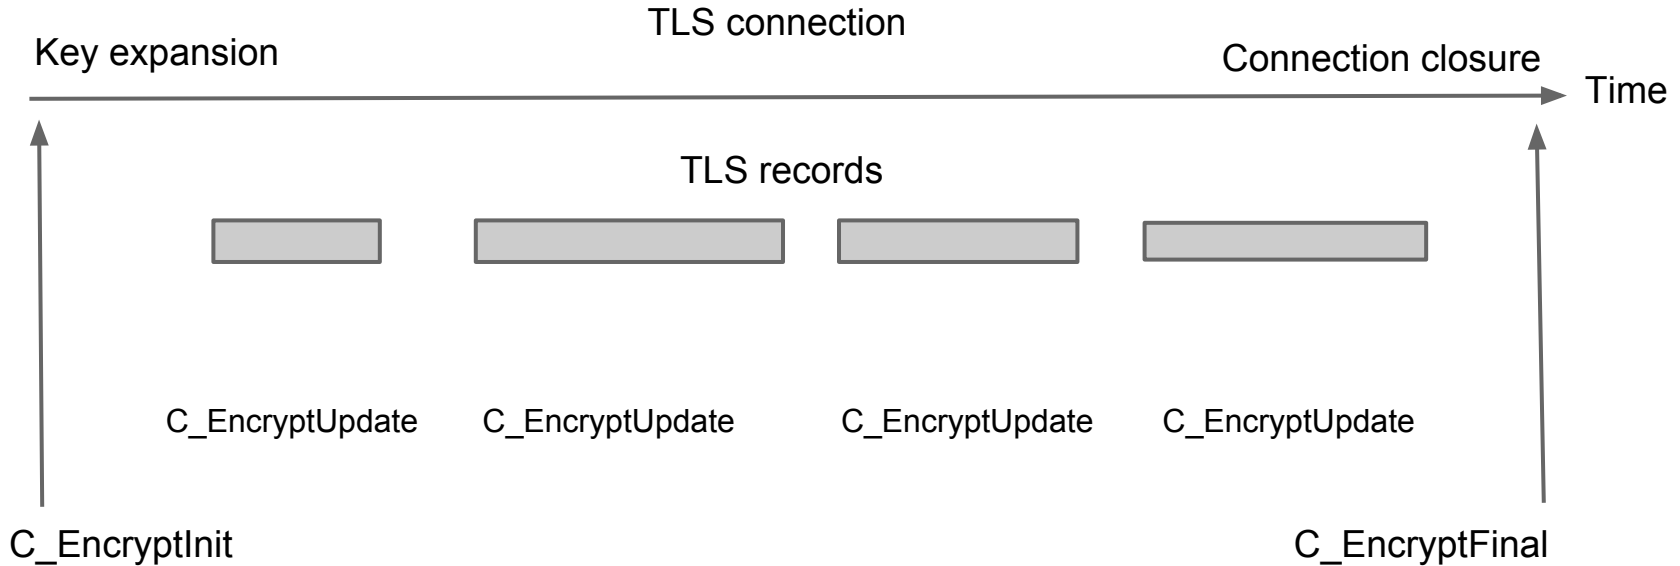 TLS connection
Key expansion
Connection closure
Time
TLS records
C_EncryptUpdate C_EncryptUpdate C_EncryptUpdate C_EncryptUpdate
C_EncryptInit
C_EncryptFinal